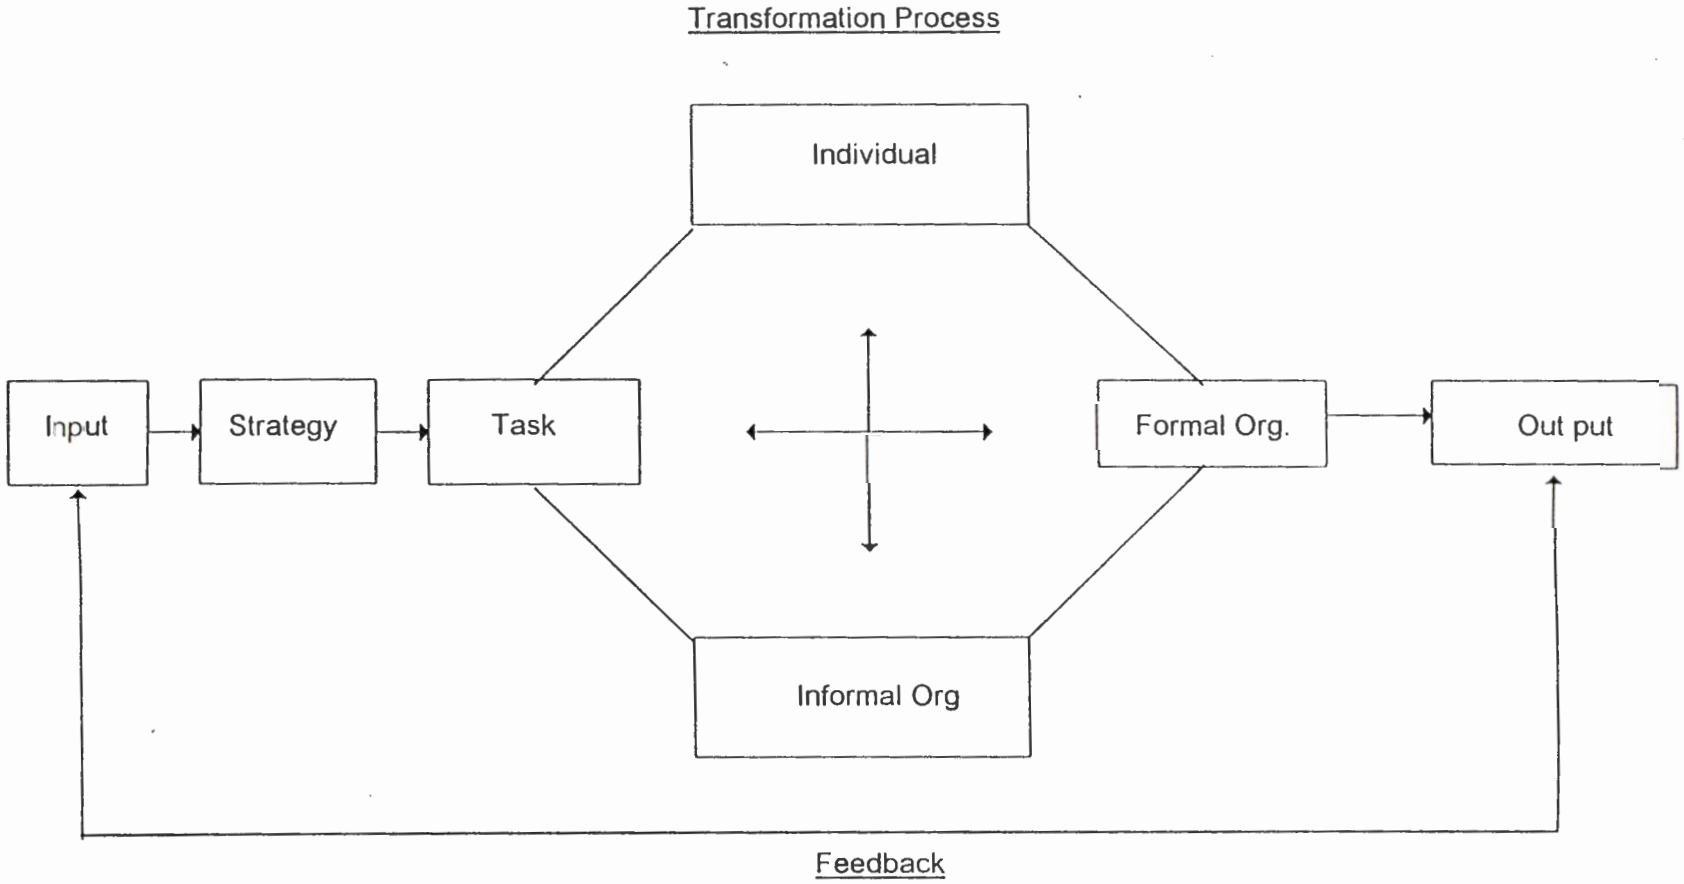 Transformation Process
Individual
Input
Strategy
Task
Formal Org.
Out put
Informal Org
Feedback